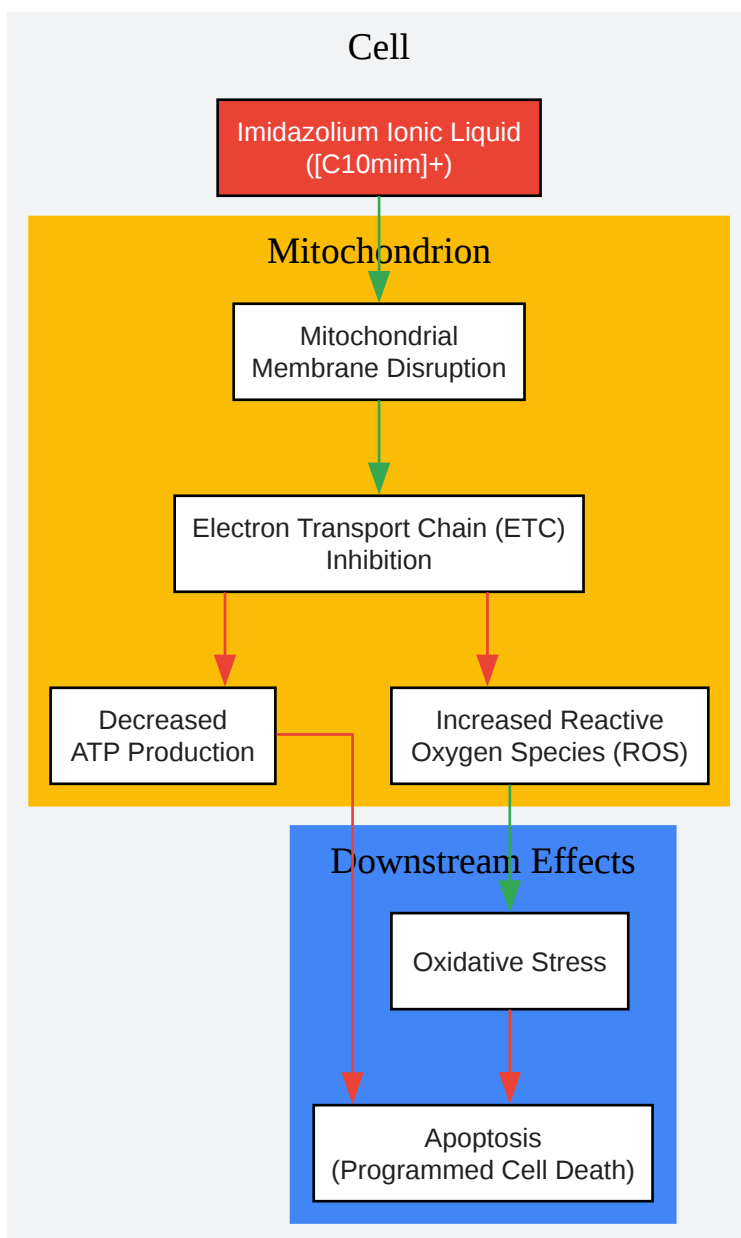 Cell
Imidazolium Ionic Liquid
([C10mim]+)
Mitochondrion
Mitochondrial
Membrane Disruption
Electron Transport Chain (ETC)
Inhibition
Decreased
ATP Production
Increased Reactive
Oxygen Species (ROS)
Downstream Effects
Oxidative Stress
Apoptosis
(Programmed Cell Death)